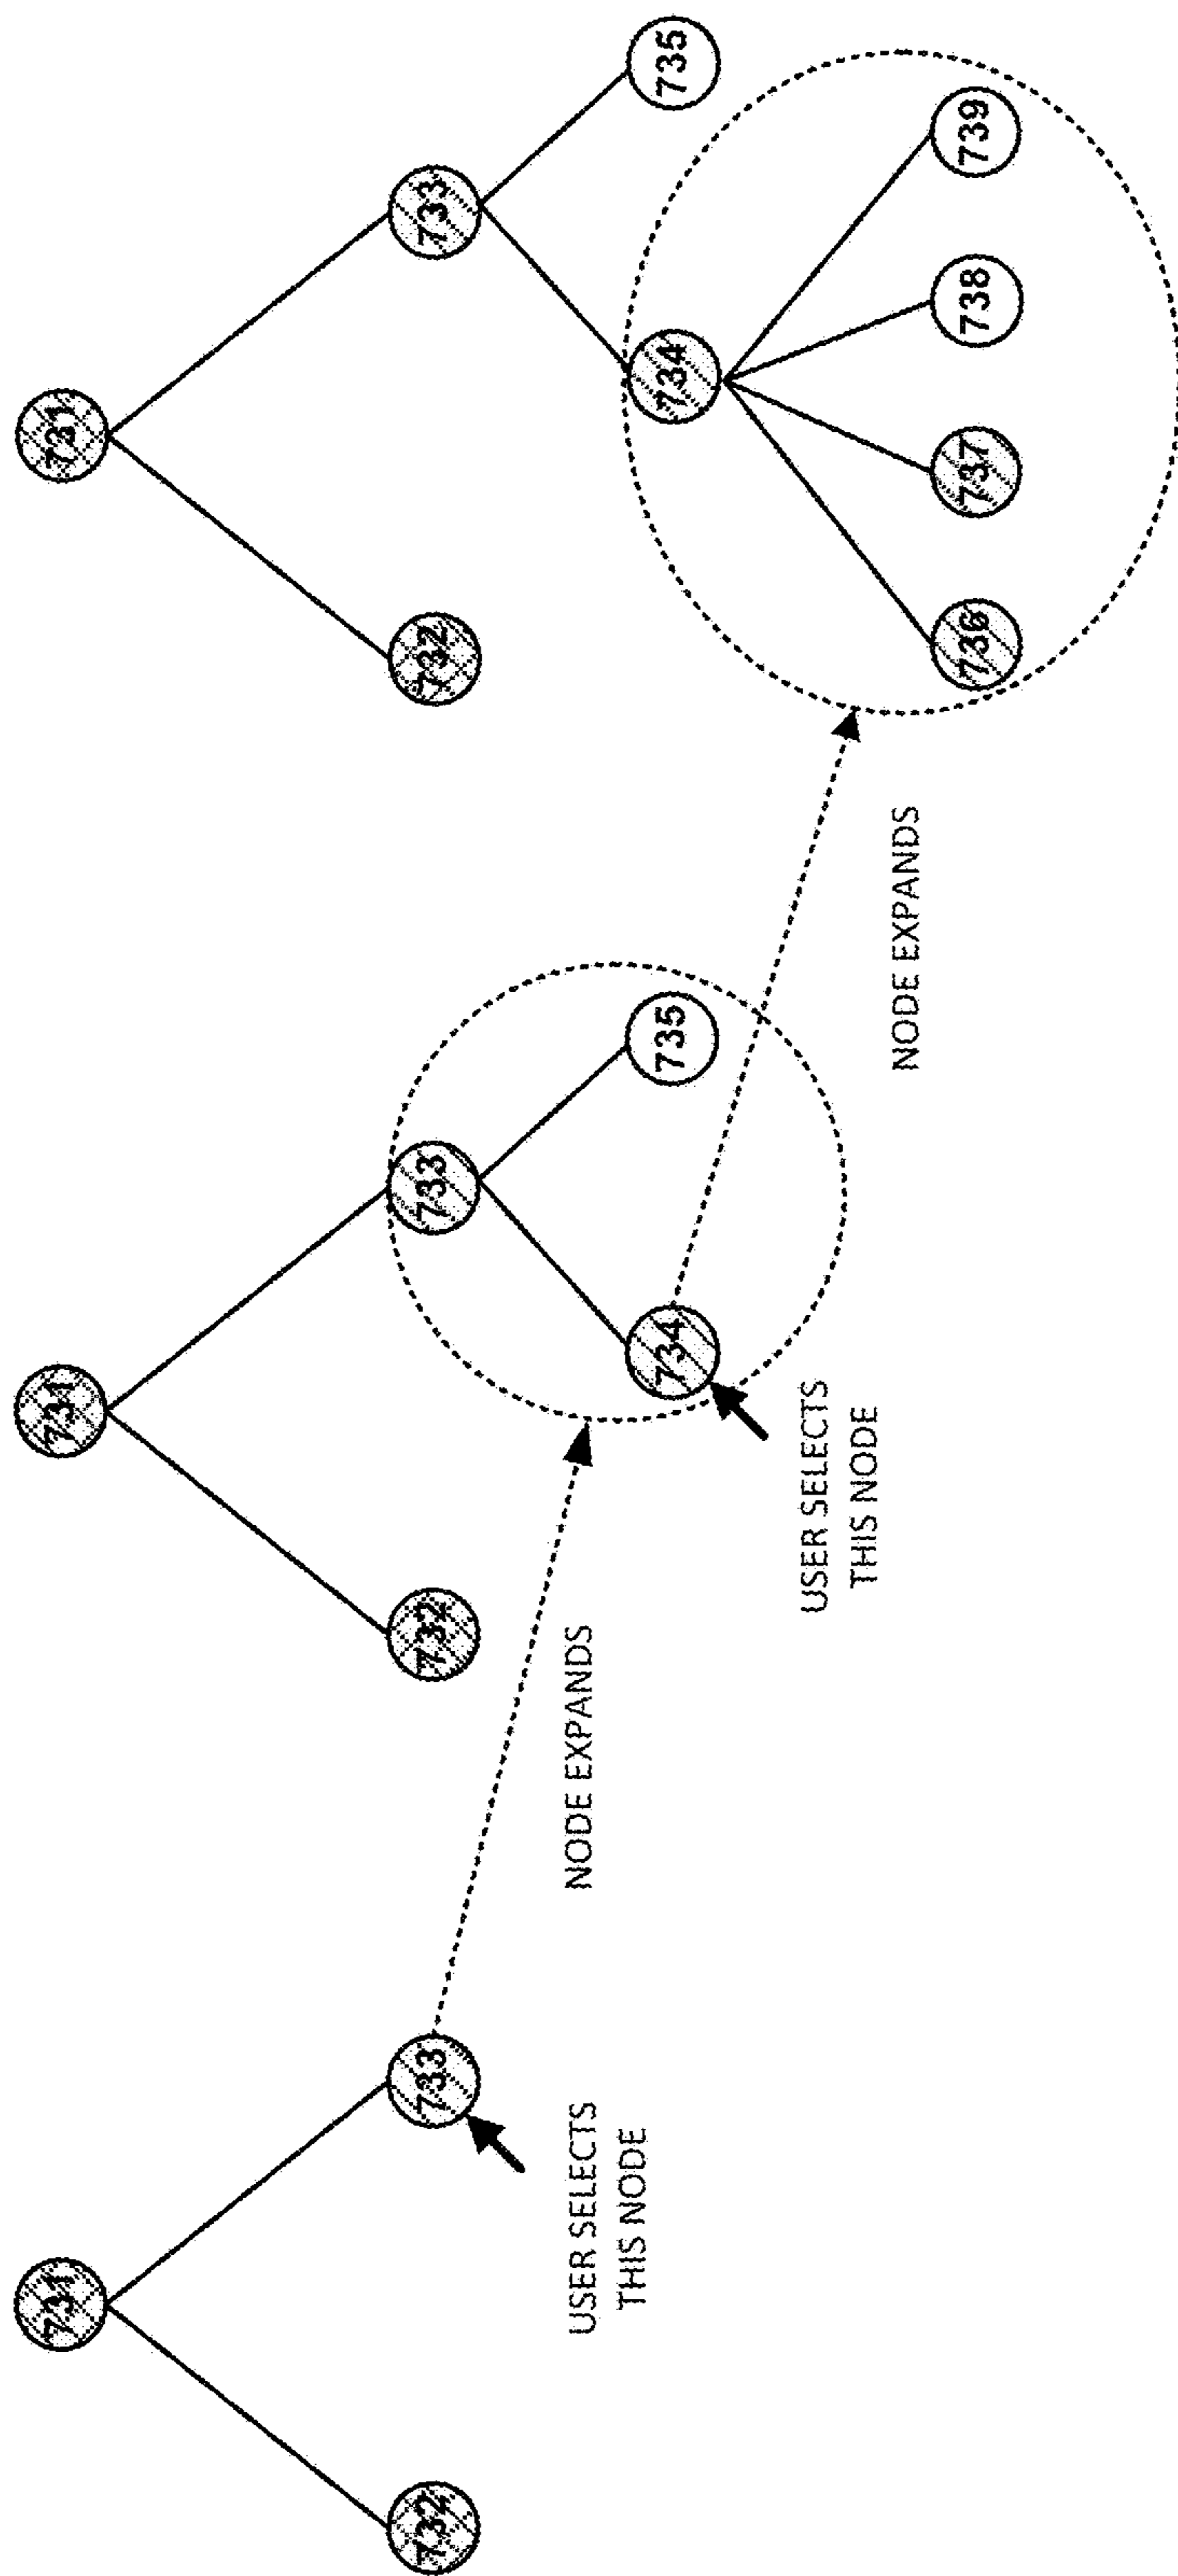 731
732
733
USER SELECTS
THIS NODE
NODE EXPANDS
731
732
733
734
735
USER SELECTS
THIS NODE
NODE EXPANDS
731
732
733
734
735
736
737
738
739